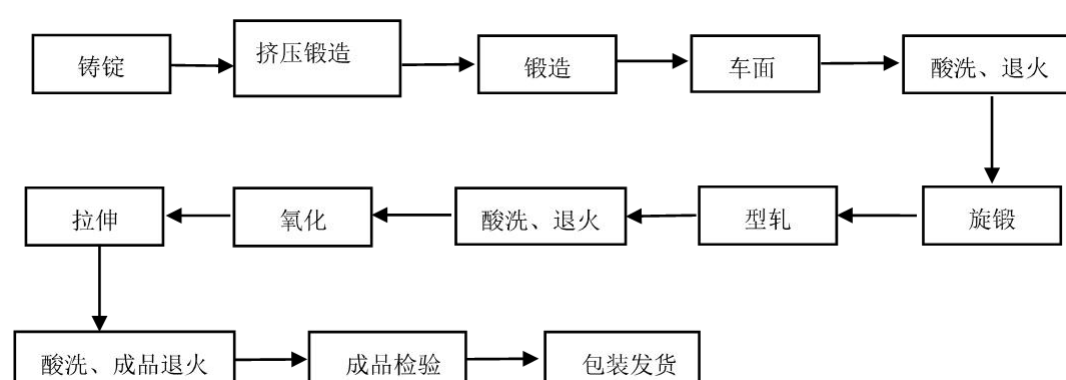 铸锭
挤压锻造
锻造
车面
酸洗、退火
旋锻
型轧
酸洗、退火
氧化
拉伸
酸洗、成品退火
成品检验
包装发货